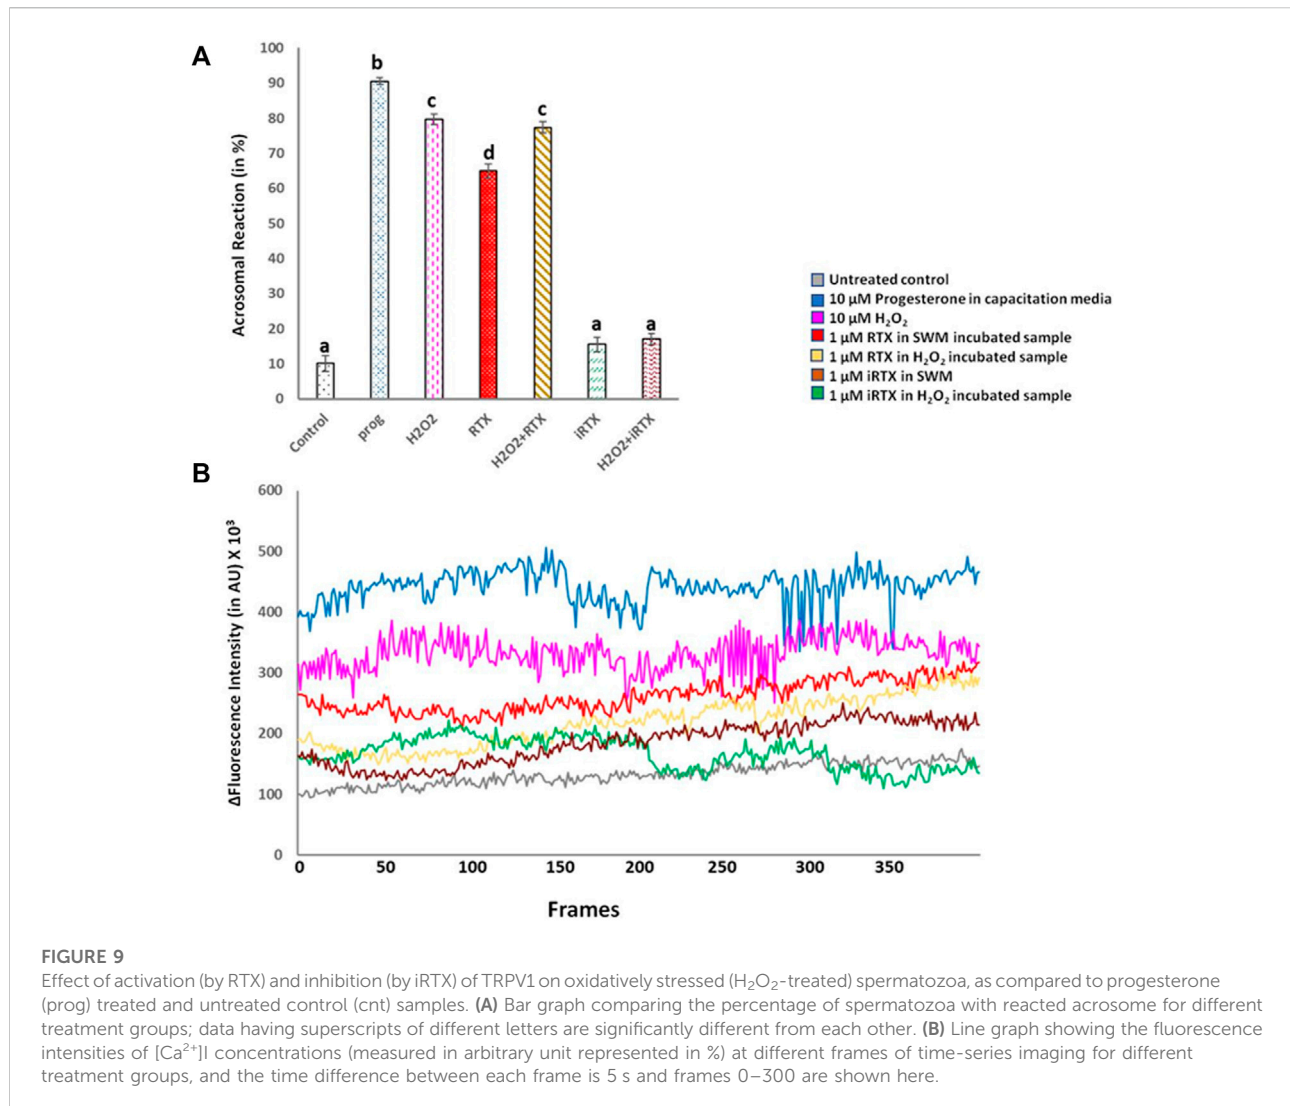 A
100
90
80
70
60
50
40
30
20
10
0
Acrosomal Reaction (in %)
a
b
c
d
c
a
a
Control
prog
H2O2
RTX
H2O2+RTX
iRTX
H2O2+iRTX
Untreated control
10 µM Progesterone in capacitation media
10 µM H₂O₂
1 µM RTX in SWM incubated sample
1 µM RTX in H₂O₂ incubated sample
1 µM iRTX in SWM
1 µM iRTX in H₂O₂ incubated sample
B
600
500
400
300
200
100
0
ΔFluorescence Intensity (in AU) X 10³
0 50 100 150 200 250 300 350
Frames
FIGURE 9
Effect of activation (by RTX) and inhibition (by iRTX) of TRPV1 on oxidatively stressed (H₂O₂-treated) spermatozoa, as compared to progesterone
(prog) treated and untreated control (cnt) samples. (A) Bar graph comparing the percentage of spermatozoa with reacted acrosome for different
treatment groups; data having superscripts of different letters are significantly different from each other. (B) Line graph showing the fluorescence
intensities of [Ca²⁺]I concentrations (measured in arbitrary unit represented in %) at different frames of time-series imaging for different
treatment groups, and the time difference between each frame is 5 s and frames 0–300 are shown here.